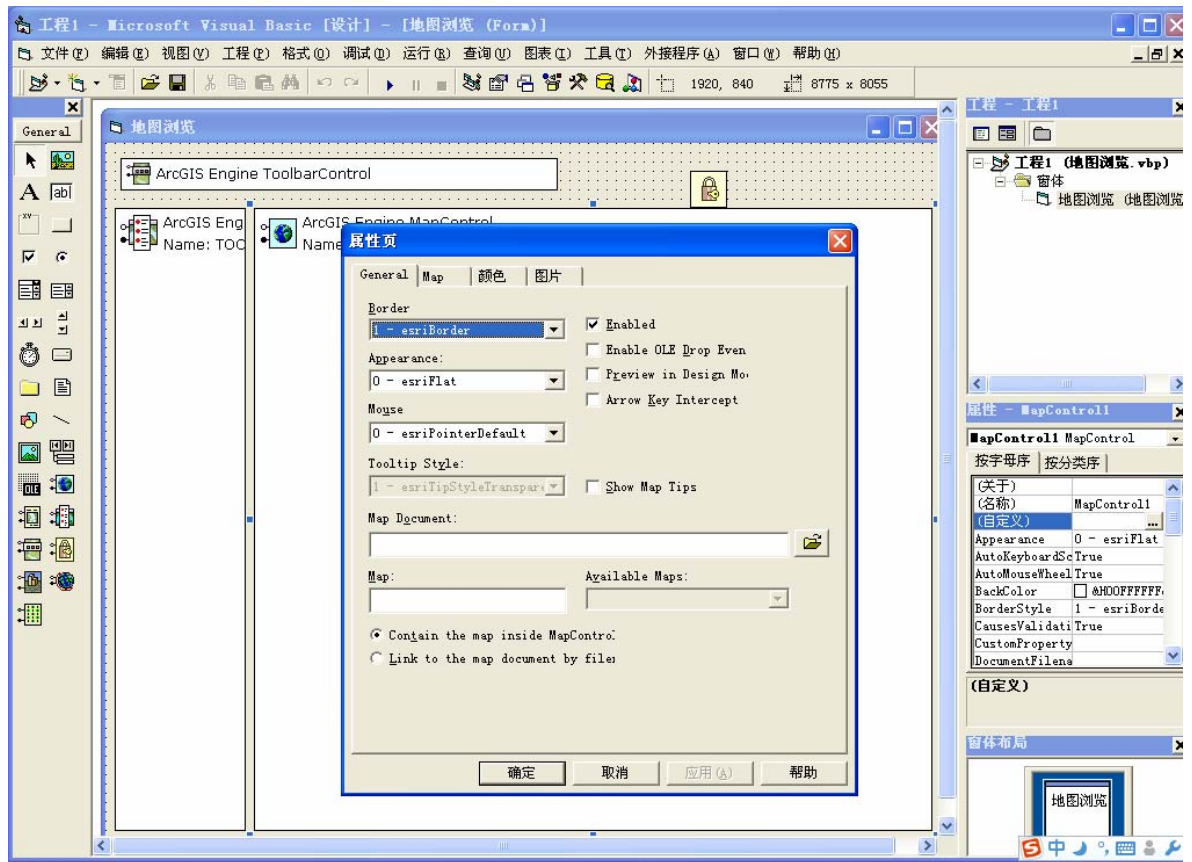 工程1 - Microsoft Visual Basic [设计] - [地图浏览 (Form)]
文件(F) 编辑(E) 视图(V) 工程(P) 格式(O) 调试(D) 运行(R) 查询(U) 图表(I) 工具(T) 外接程序(A) 窗口(W) 帮助(H)
1920, 840 8775 x 8055
General
A
ab
xv
OLE
地图浏览
ArcGIS Engine ToolbarControl
ArcGIS Eng
Name: TOC
ArcGIS Engine MapControl
Name
属性页
General Map 颜色 图片
Border
1 - esriBorder
Appearance:
0 - esriFlat
Mouse
0 - esriPointerDefault
Tooltip Style:
1 - esriTipStyleTranspar
Enabled
Enable OLE Drop Even
Preview in Design Mo
Arrow Key Intercept
Show Map Tips
Map Document:
Map:
Available Maps:
Contain the map inside MapContro
Link to the map document by file
确定 取消 应用(A) 帮助
工程 - 工程1
工程1 (地图浏览.vbp)
窗体
地图浏览 (地图浏览
属性 - MapControl1
MapControl1 MapControl
按字母序 按分类序
(关于)
(名称) MapControl1
(自定义) ...
Appearance 0 - esriFlat
AutoKeyboardSc True
AutoMouseWheel True
BackColor &H00FFFFFF
BorderStyle 1 - esriBorde
CausesValidati True
CustomProperty
DocumentFilena
(自定义)
窗体布局
地图浏览
中